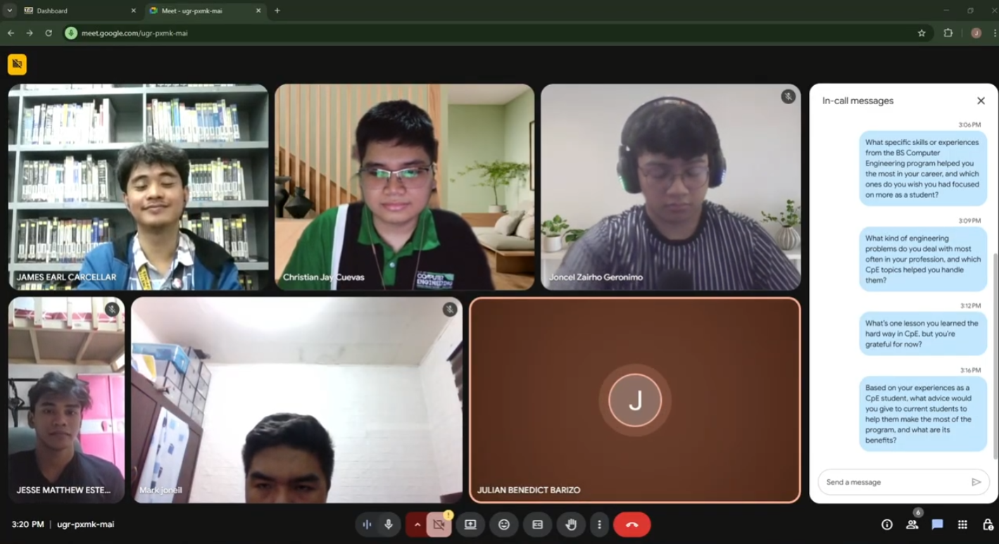 Dashboard
Meet - ugr-pxmk-mai
meet.google.com/ugr-pxmk-mai
J
JAMES EARL CARCELLAR
Christian Jay Cuevas
COMPUTER
ENGINEERING
Joncel Zairho Geronimo
JESSE MATTHEW ESTE...
Mark joneil
J
JULIAN BENEDICT BARIZO
In-call messages
3:06 PM
What specific skills or experiences
from the BS Computer
Engineering program helped you
the most in your career, and which
ones do you wish you had focused
on more as a student?
3:09 PM
What kind of engineering
problems do you deal with most
often in your profession, and which
CpE topics helped you handle
them?
3:12 PM
What's one lesson you learned the
hard way in CpE, but you're
grateful for now?
3:16 PM
Based on your experiences as a
CpE student, what advice would
you give to current students to
help them make the most of the
program, and what are its
benefits?
Send a message
3:20 PM | ugr-pxmk-mai
6